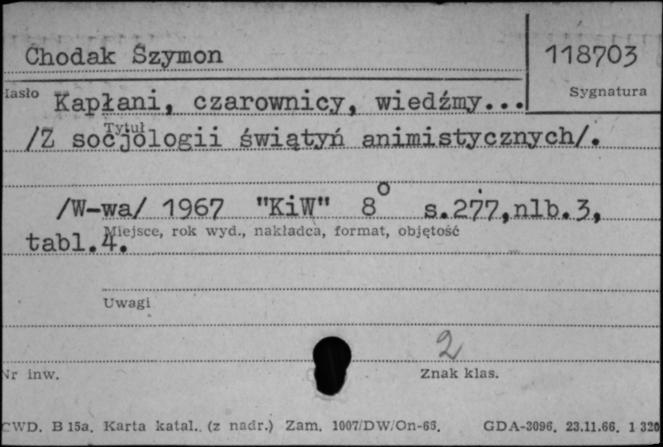 Chodak Szymon 118703
Hasło Sygnatura
Kapłani, czarownicy, wiedźmy...
Tytuł
/Z socjologii świątyń animistycznych/.
/W-wa/ 1967 "KiW" 8° s.277,nlb.3,
Miejsce, rok wyd., nakładca, format, objętość
tabl.4.
Uwagi
2
Nr inw. Znak klas.
CWD. B 15a. Karta katal. (z nadr.) Zam. 1007/DW/On-66. GDA-3096. 23.11.66. 1 320